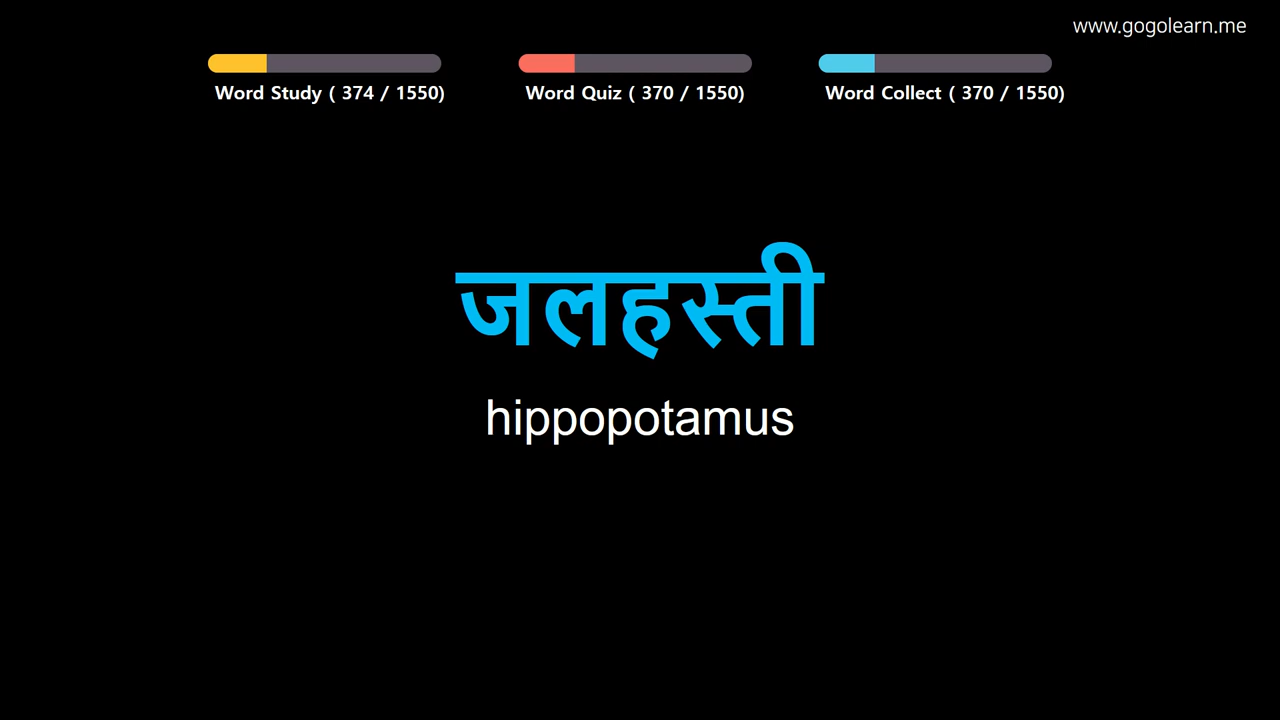 www.gogolearn.me
Word Study ( 374 / 1550)
Word Quiz ( 370 / 1550)
Word Collect ( 370 / 1550)
जलहस्ती
hippopotamus